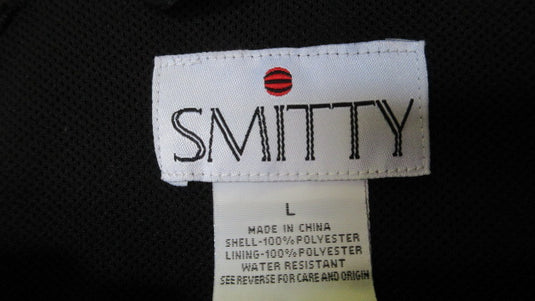 SMITTY
L
MADE IN CHINA
SHELL-100%POLYESTER
LINING-100%POLYESTER
WATER RESISTANT
SEE REVERSE FOR CARE AND ORIGIN